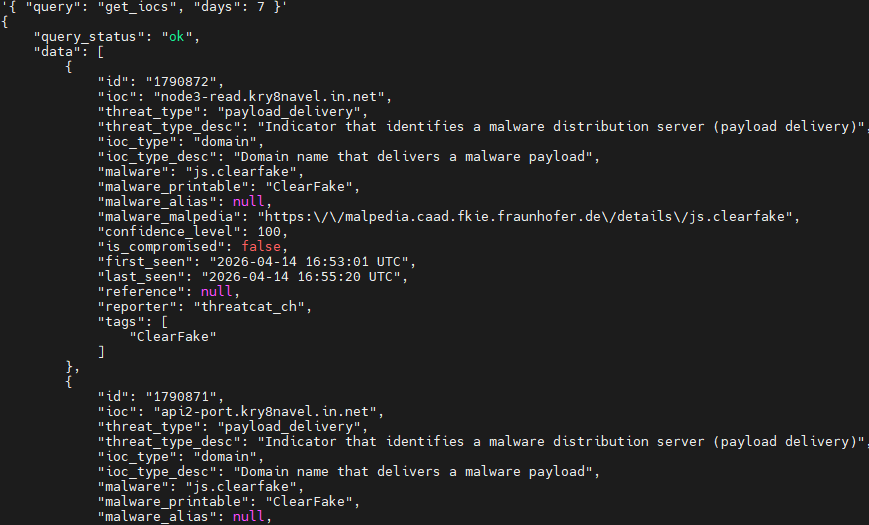 '{ "query": "get_iocs", "days": 7 }'
{
    "query_status": "ok",
    "data": [
        {
            "id": "1790872",
            "ioc": "node3-read.kry8navel.in.net",
            "threat_type": "payload_delivery",
            "threat_type_desc": "Indicator that identifies a malware distribution server (payload delivery)",
            "ioc_type": "domain",
            "ioc_type_desc": "Domain name that delivers a malware payload",
            "malware": "js.clearfake",
            "malware_printable": "ClearFake",
            "malware_alias": null,
            "malware_malpedia": "https:\/\/malpedia.caad.fkie.fraunhofer.de\/details\/js.clearfake",
            "confidence_level": 100,
            "is_compromised": false,
            "first_seen": "2026-04-14 16:53:01 UTC",
            "last_seen": "2026-04-14 16:55:20 UTC",
            "reference": null,
            "reporter": "threatcat_ch",
            "tags": [
                "ClearFake"
            ]
        },
        {
            "id": "1790871",
            "ioc": "api2-port.kry8navel.in.net",
            "threat_type": "payload_delivery",
            "threat_type_desc": "Indicator that identifies a malware distribution server (payload delivery)",
            "ioc_type": "domain",
            "ioc_type_desc": "Domain name that delivers a malware payload",
            "malware": "js.clearfake",
            "malware_printable": "ClearFake",
            "malware_alias": null,